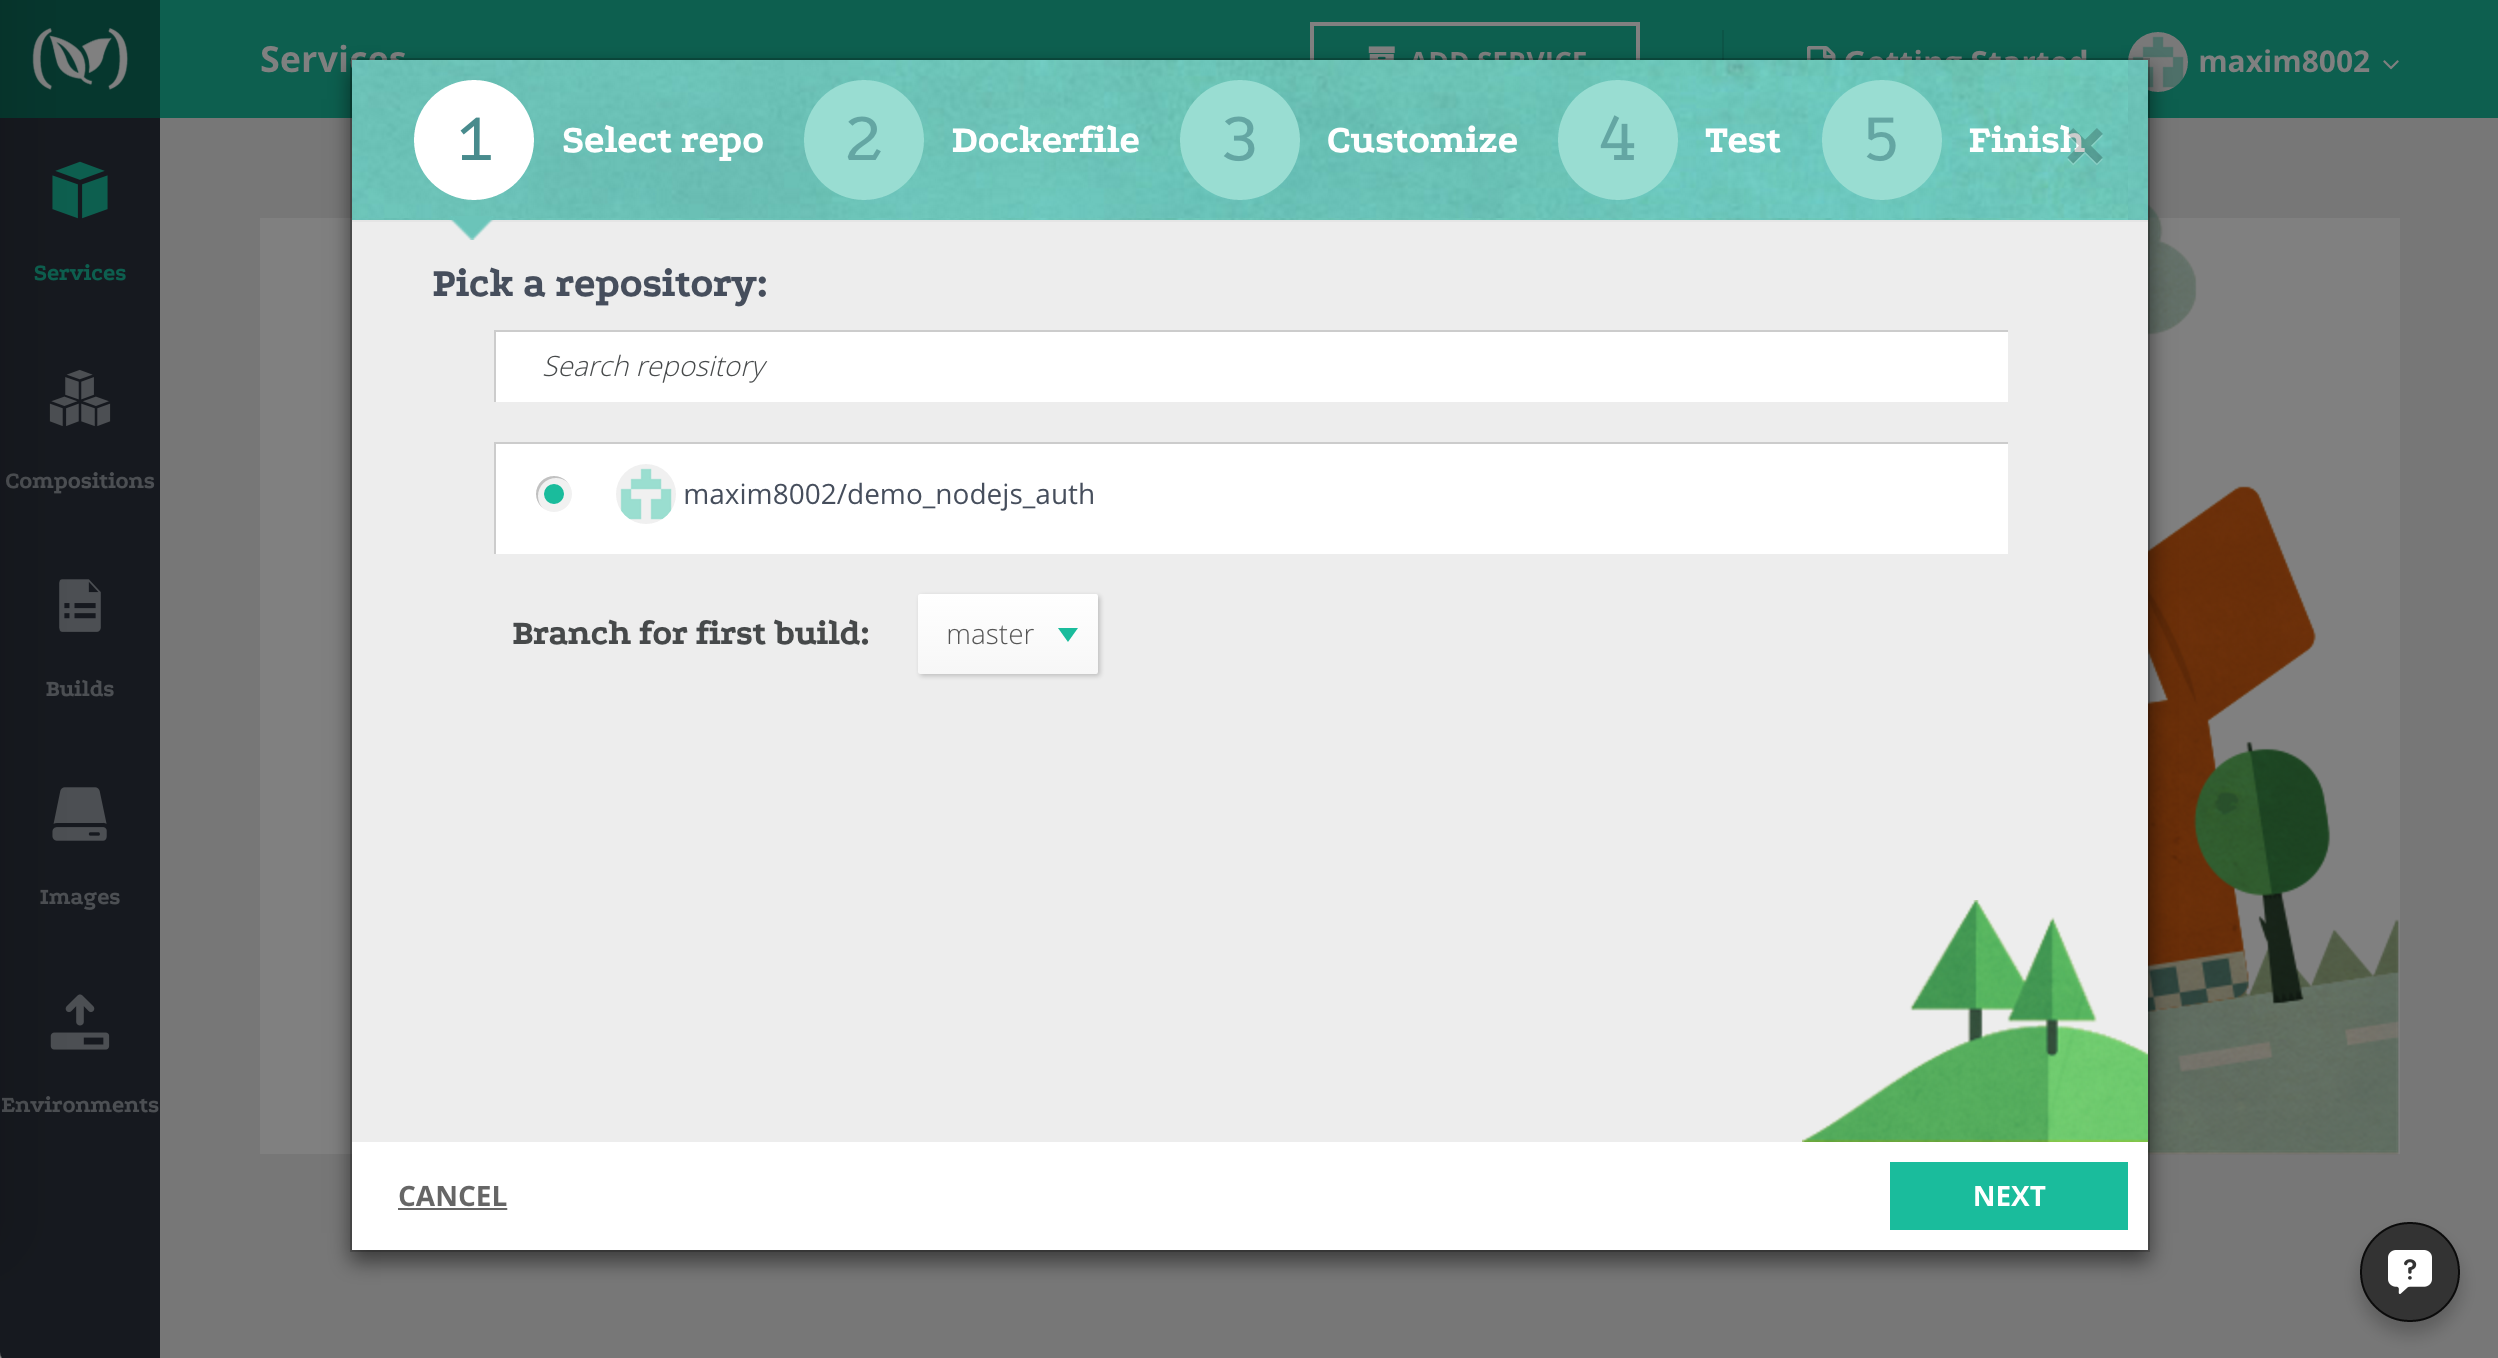 Services
ADD SERVICE
Getting Started
maxim8002
1
Select repo
2
Dockerfile
3
Customize
4
Test
5
Finish
Services
Compositions
Builds
Images
Environments
Pick a repository:
Search repository
maxim8002/demo_nodejs_auth
Branch for first build:
master
CANCEL
NEXT
?